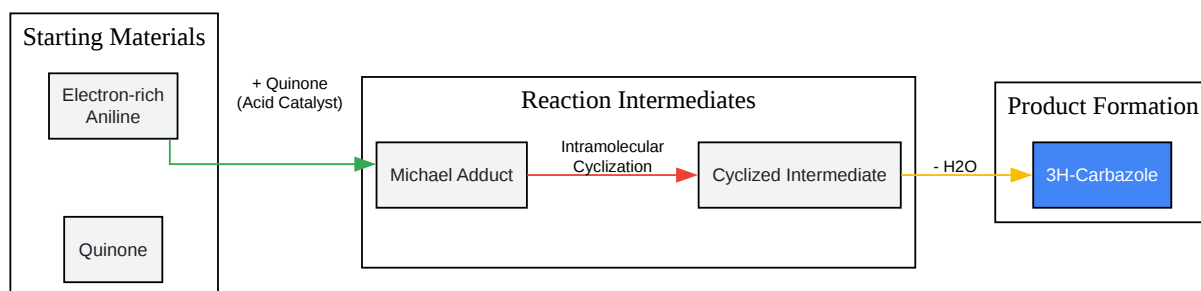 Starting Materials
Electron-rich
Aniline
Quinone
+ Quinone
(Acid Catalyst)
Reaction Intermediates
Michael Adduct
Intramolecular
Cyclization
Cyclized Intermediate
- H2O
Product Formation
3H-Carbazole